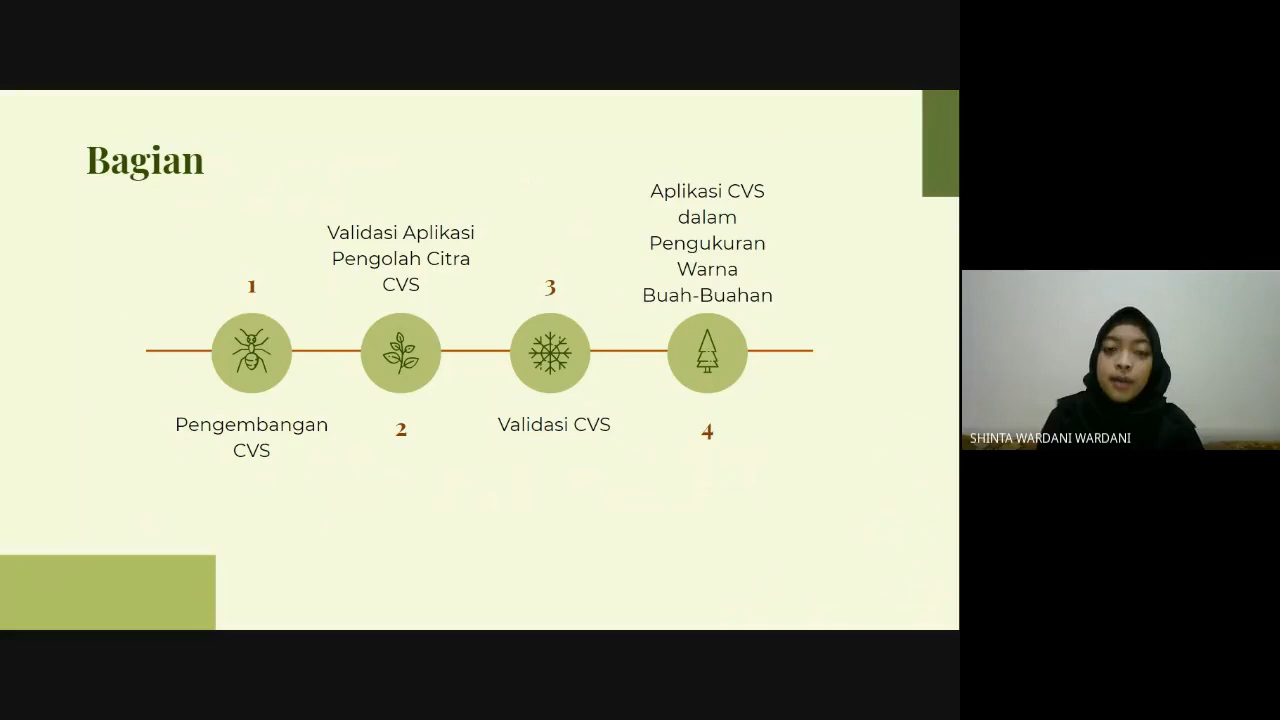 Bagian
1
Pengembangan
CVS
Validasi Aplikasi
Pengolah Citra
CVS
2
3
Validasi CVS
Aplikasi CVS
dalam
Pengukuran
Warna
Buah-Buahan
4
SHINTA WARDANI WARDANI